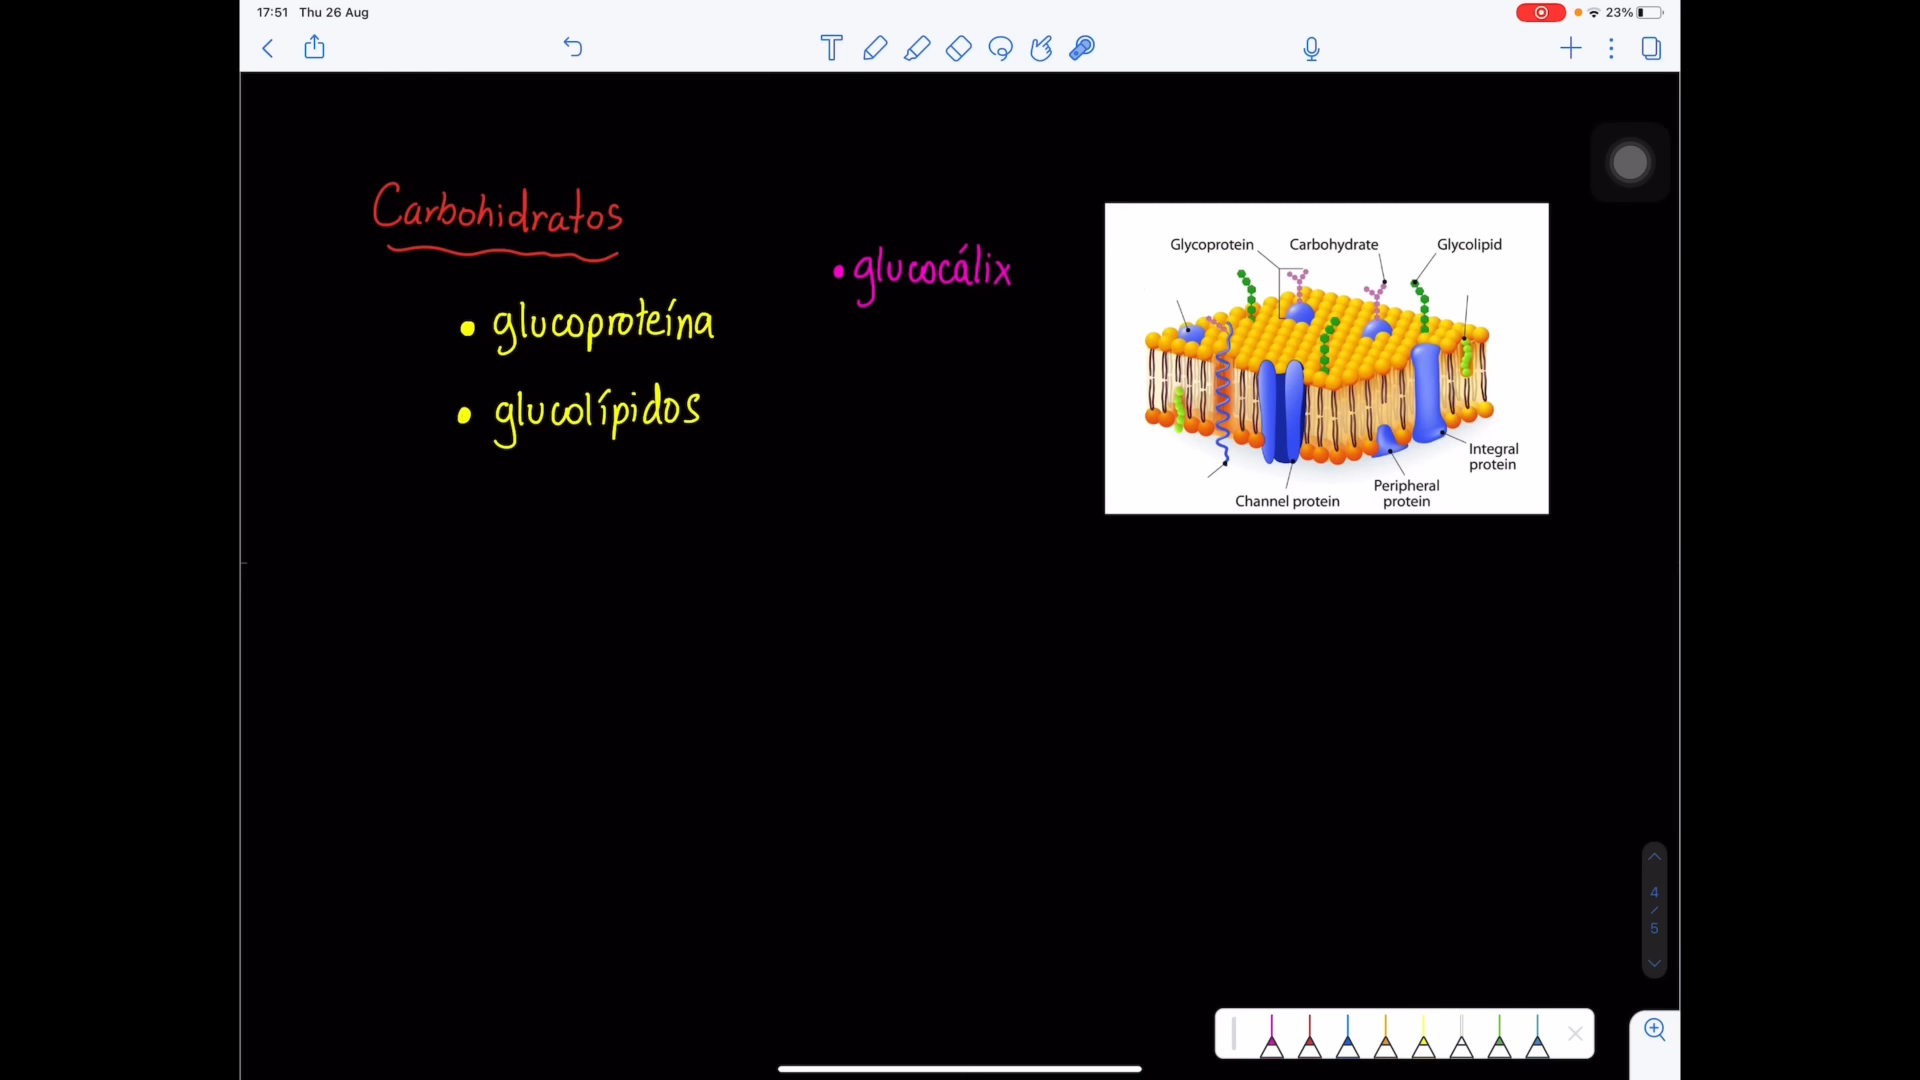 17:51 Thu 26 Aug
23%
Carbohidratos
• glucoproteína
• glucolípidos
• glucocálix
Glycoprotein Carbohydrate Glycolipid
Integral
protein
Peripheral
protein
Channel protein
4
/
5